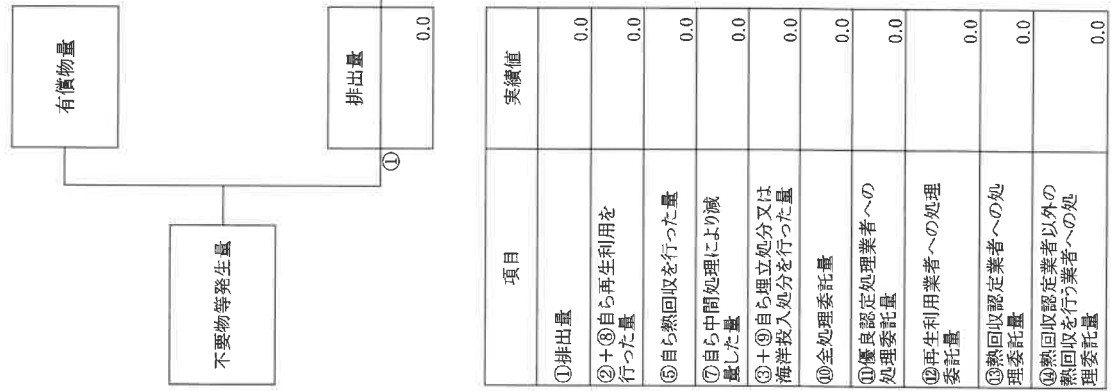 不要物等発生量
有償物量
①
排出量
0.0
項目
実績値
①排出量
0.0
②+⑧自ら再生利用を
行った量
0.0
⑤自ら熱回収を行った量
0.0
⑦自ら中間処理により減
量した量
0.0
③+⑨自ら埋立処分又は
海洋投入処分を行った量
0.0
⑩全処理委託量
0.0
⑪優良認定処理業者への
処理委託量
0.0
⑫再生利用業者への処理
委託量
0.0
⑬熱回収認定業者への処
理委託量
0.0
⑭熱回収認定業者以外の
熱回収を行う業者への処
理委託量
0.0